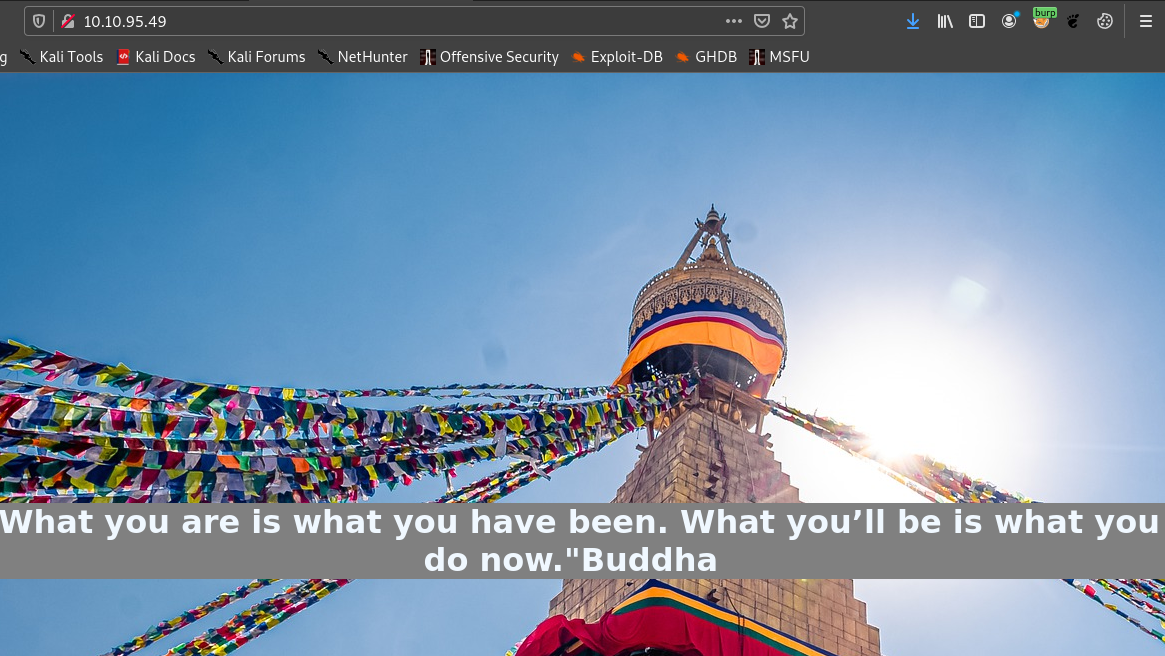 10.10.95.49
burp
g Kali Tools Kali Docs Kali Forums NetHunter Offensive Security Exploit-DB GHDB MSFU
What you are is what you have been. What you’ll be is what you
do now."Buddha